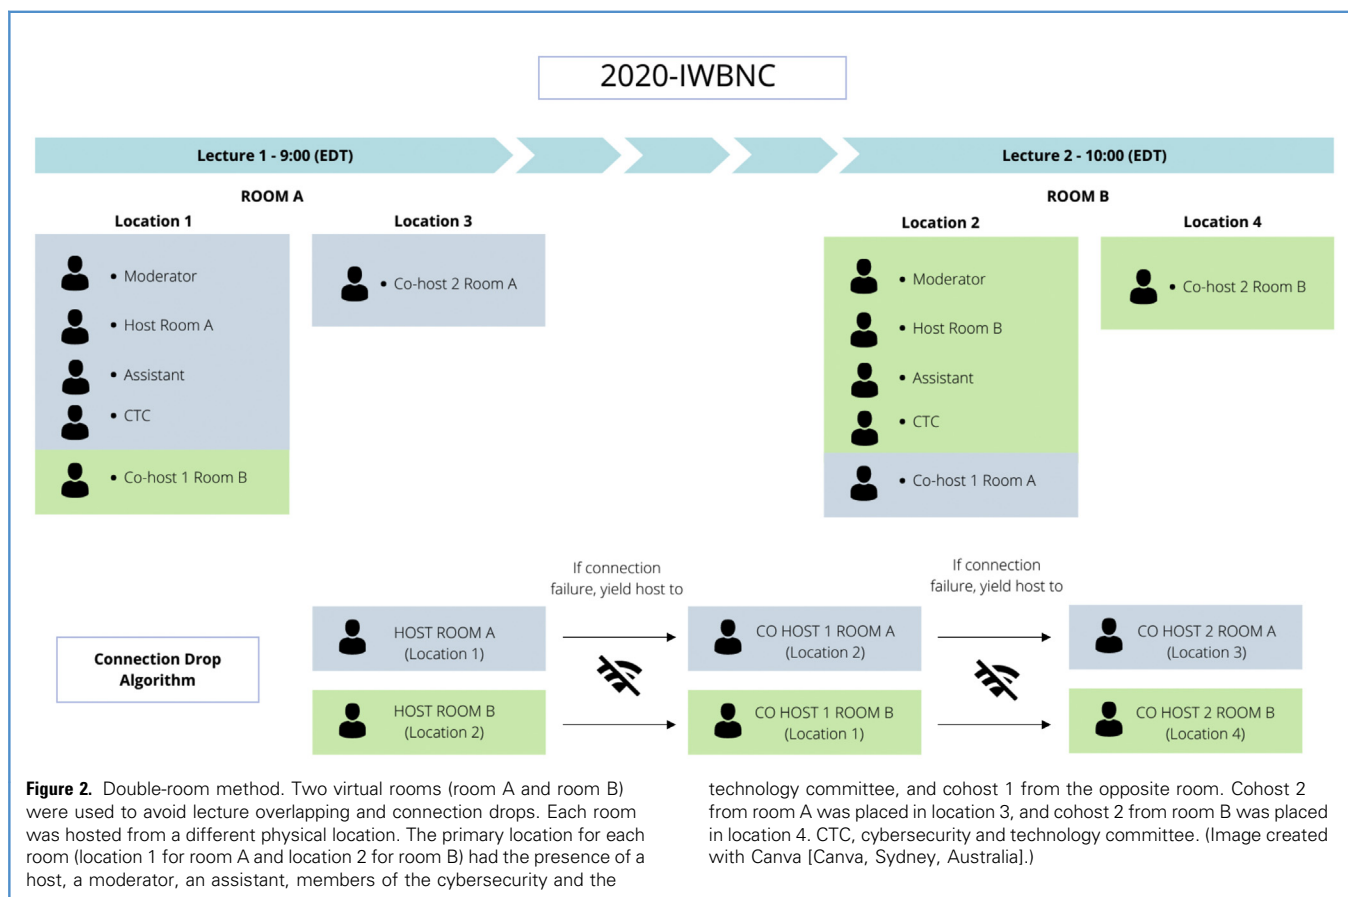 2020-IWBNC
Lecture 1 - 9:00 (EDT)
Lecture 2 - 10:00 (EDT)
ROOM A
Location 1
Location 3
• Moderator
• Host Room A
• Assistant
• CTC
• Co-host 1 Room B
• Co-host 2 Room A
ROOM B
Location 2
Location 4
• Moderator
• Host Room B
• Assistant
• CTC
• Co-host 1 Room A
• Co-host 2 Room B
If connection
failure, yield host to
If connection
failure, yield host to
Connection Drop
Algorithm
HOST ROOM A
(Location 1)
CO HOST 1 ROOM A
(Location 2)
CO HOST 2 ROOM A
(Location 3)
HOST ROOM B
(Location 2)
CO HOST 1 ROOM B
(Location 1)
CO HOST 2 ROOM B
(Location 4)
Figure 2. Double-room method. Two virtual rooms (room A and room B)
were used to avoid lecture overlapping and connection drops. Each room
was hosted from a different physical location. The primary location for each
room (location 1 for room A and location 2 for room B) had the presence of a
host, a moderator, an assistant, members of the cybersecurity and the
technology committee, and cohost 1 from the opposite room. Cohost 2
from room A was placed in location 3, and cohost 2 from room B was placed
in location 4. CTC, cybersecurity and technology committee. (Image created
with Canva [Canva, Sydney, Australia].)